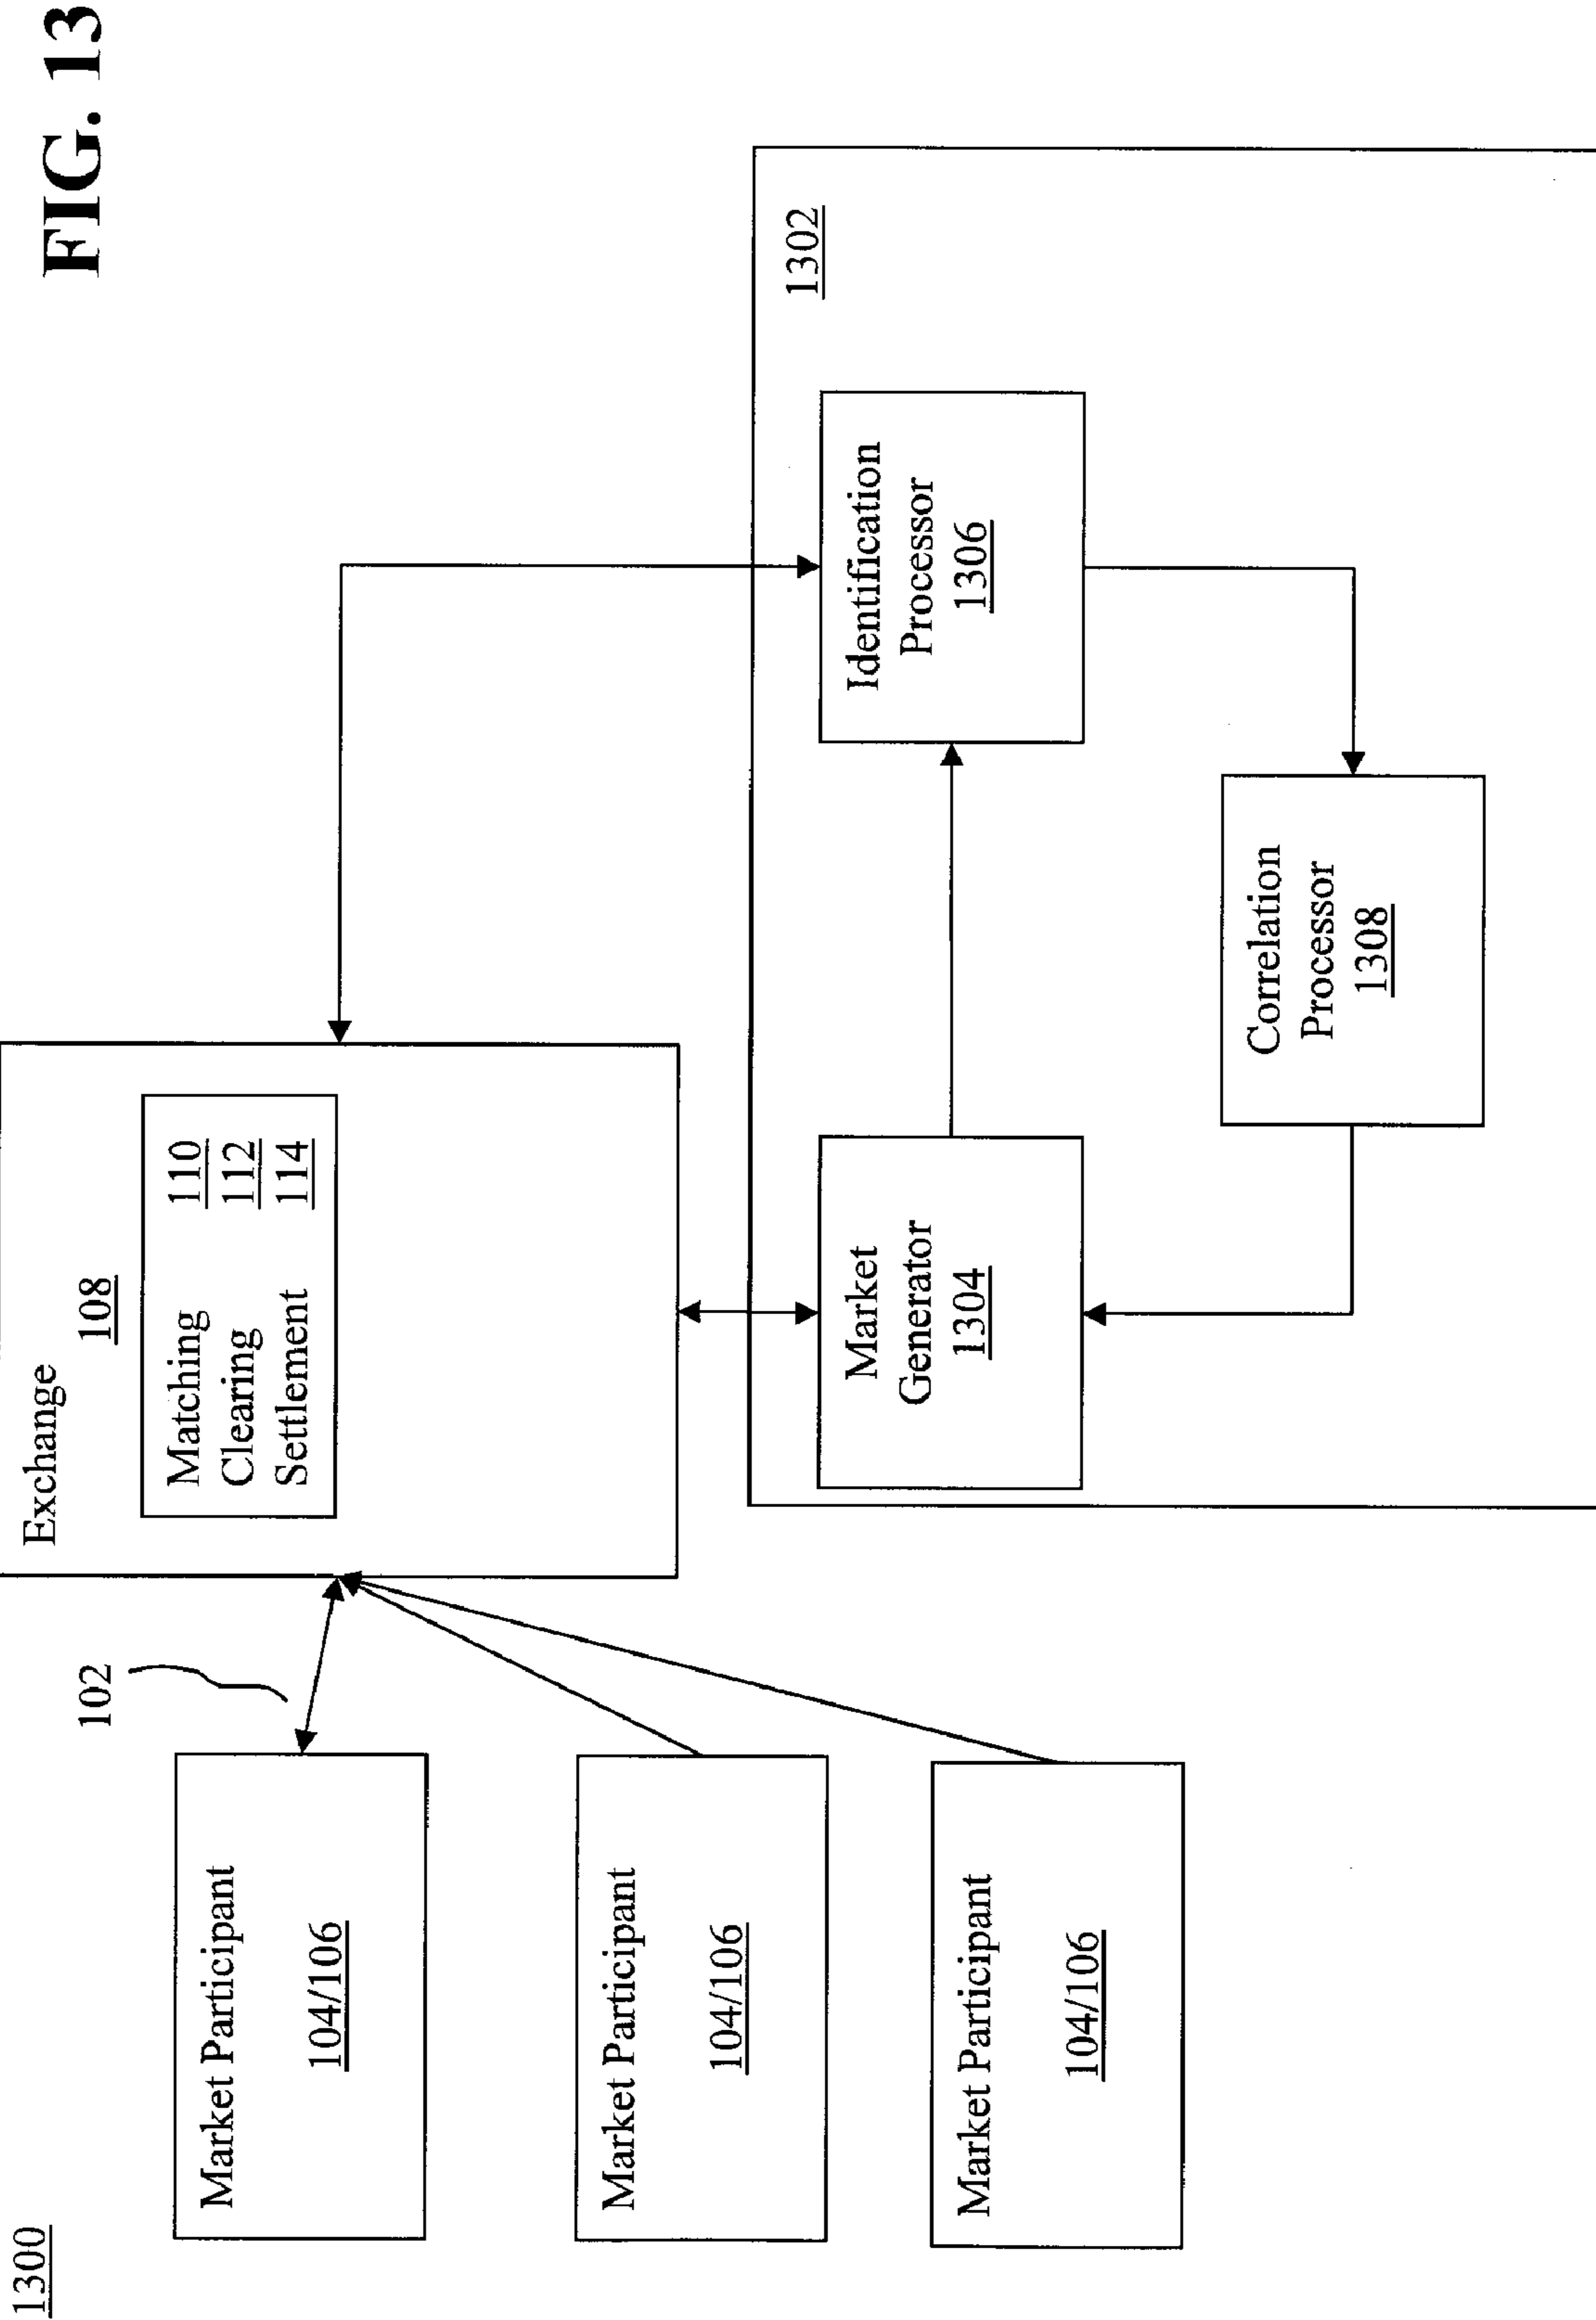 FIG. 13
1300
Exchange
108
Matching 110
Clearing 112
Settlement 114
102
Market Participant
104/106
Market Participant
104/106
Market Participant
104/106
1302
Market
Generator
1304
Identification
Processor
1306
Correlation
Processor
1308